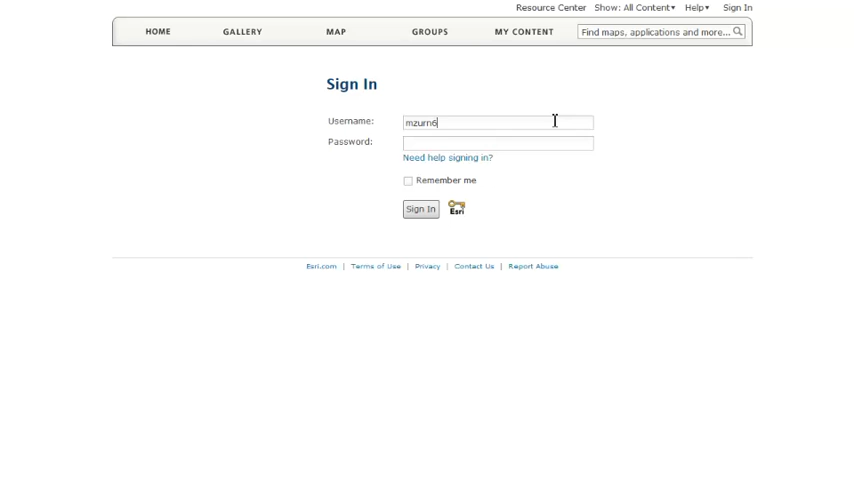 Resource Center Show: All Content▾ Help▾ Sign In
HOME GALLERY MAP GROUPS MY CONTENT Find maps, applications and more...
Sign In
Username: mzurn6
Password:
Need help signing in?
Remember me
Sign In Esri
Esri.com | Terms of Use | Privacy | Contact Us | Report Abuse